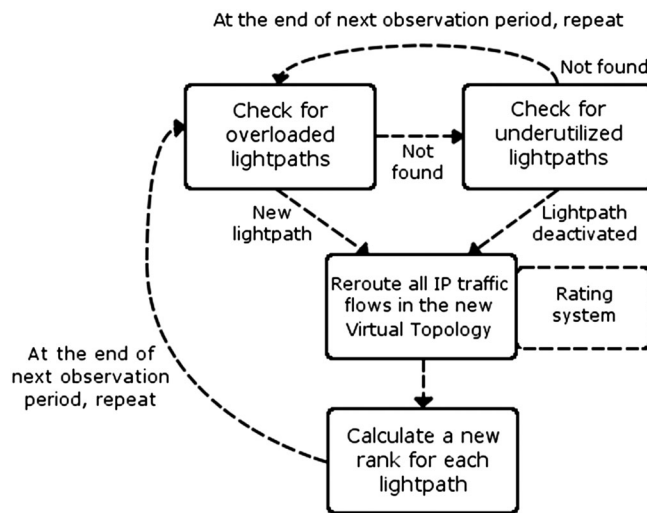 At the end of next observation period, repeat
Not found
Check for
overloaded
lightpaths
Not
found
Check for
underutilized
lightpaths
New
lightpath
Lightpath
deactivated
Reroute all IP traffic
flows in the new
Virtual Topology
Rating
system
At the end of
next observation
period, repeat
Calculate a new
rank for each
lightpath